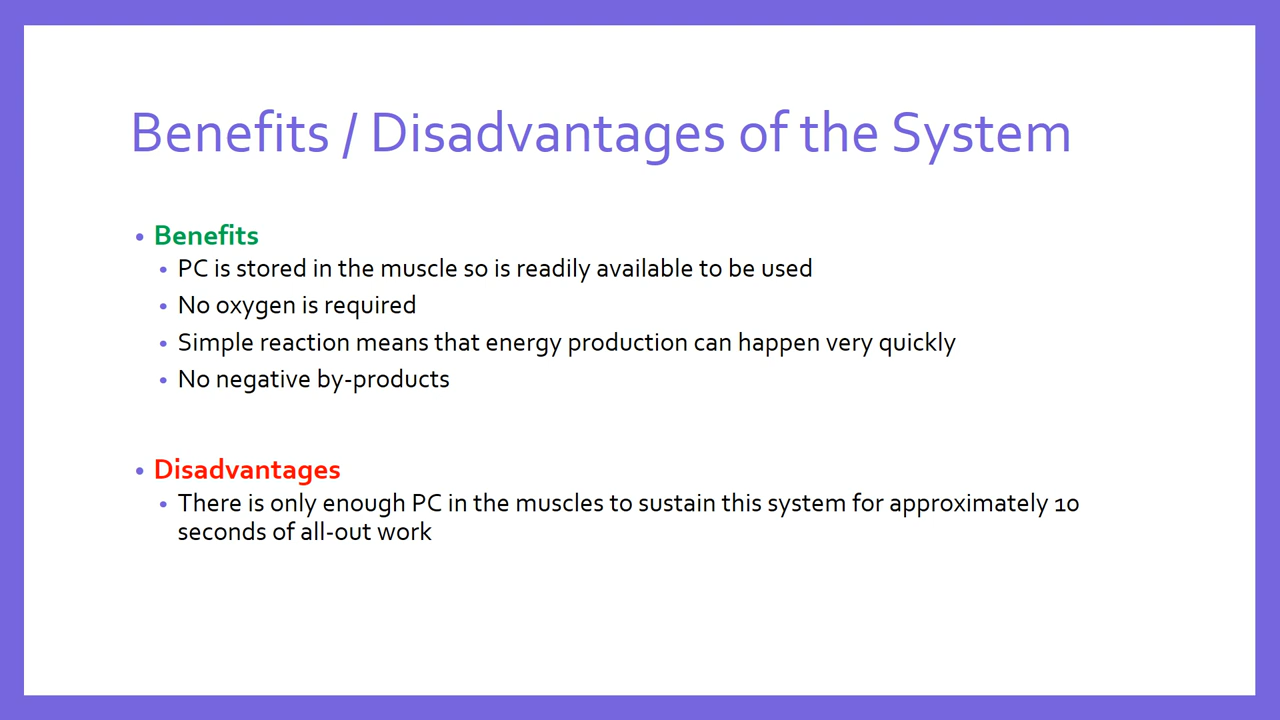 Benefits / Disadvantages of the System
• Benefits
• PC is stored in the muscle so is readily available to be used
• No oxygen is required
• Simple reaction means that energy production can happen very quickly
• No negative by-products
• Disadvantages
• There is only enough PC in the muscles to sustain this system for approximately 10
seconds of all-out work